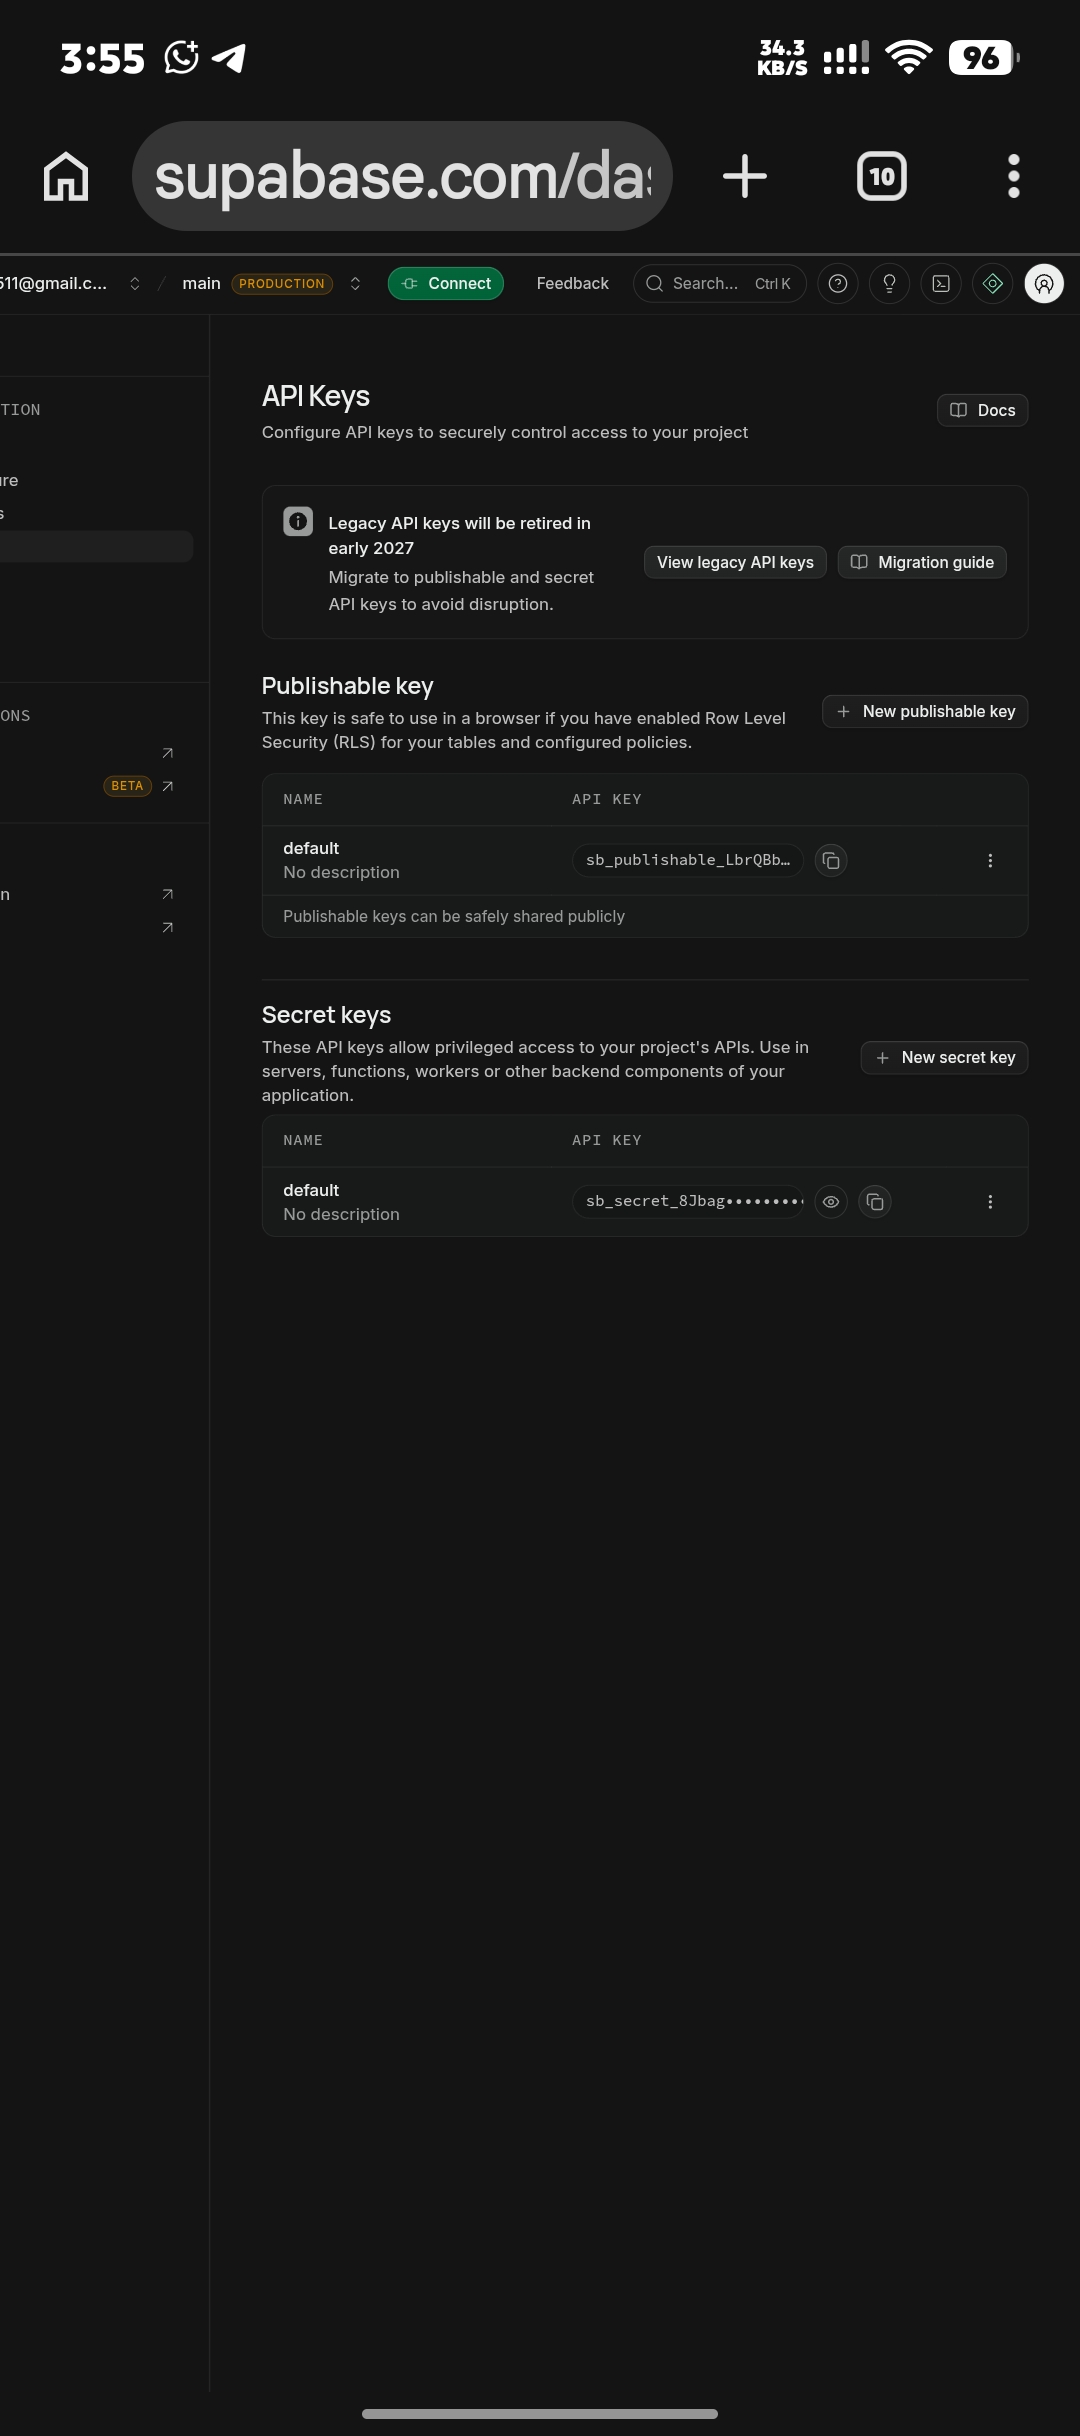 3:55
34.3
KB/S
96
supabase.com/das
10
511@gmail.c...
/
main
PRODUCTION
Connect
Feedback
Search...
Ctrl K
TION
ure
s
ONS
BETA
n
API Keys
Configure API keys to securely control access to your project
Docs
Legacy API keys will be retired in
early 2027
Migrate to publishable and secret
API keys to avoid disruption.
View legacy API keys
Migration guide
Publishable key
This key is safe to use in a browser if you have enabled Row Level
Security (RLS) for your tables and configured policies.
New publishable key
NAME
API KEY
default
No description
sb_publishable_LbrQBb…
Publishable keys can be safely shared publicly
Secret keys
These API keys allow privileged access to your project's APIs. Use in
servers, functions, workers or other backend components of your
application.
New secret key
NAME
API KEY
default
No description
sb_secret_8Jbag•••••••••